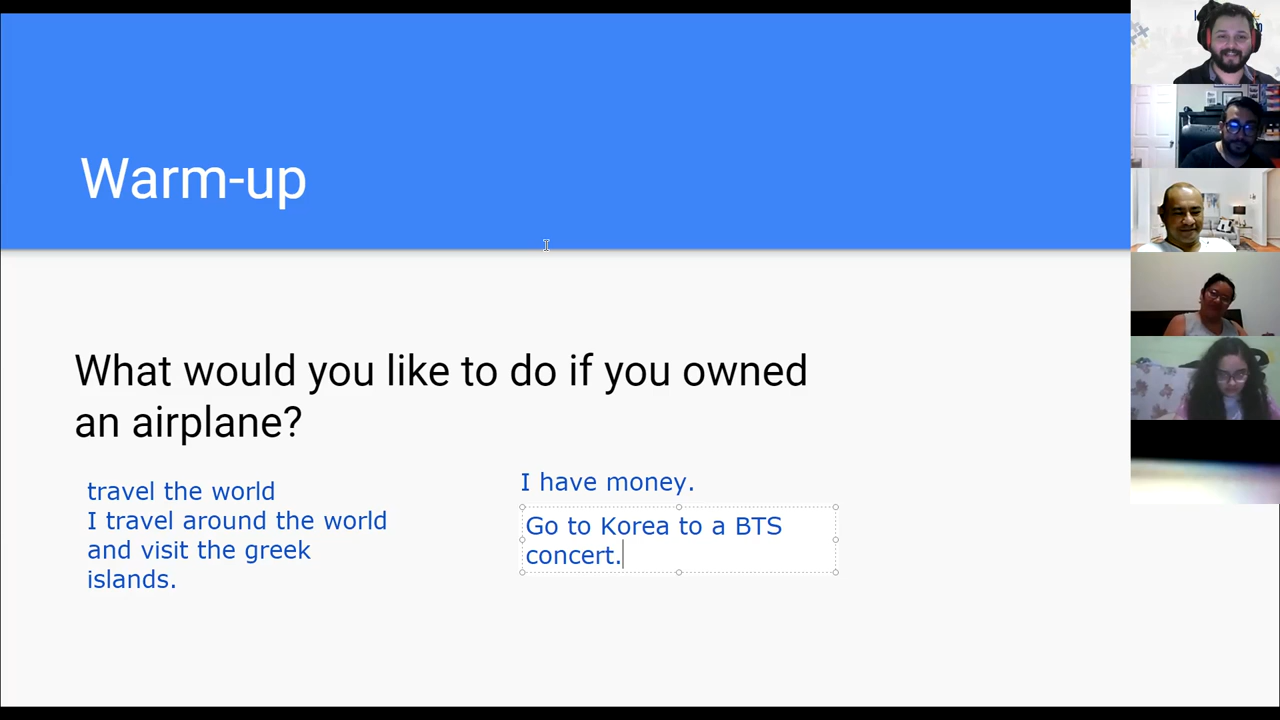 Warm-up
What would you like to do if you owned
an airplane?
travel the world
I travel around the world
and visit the greek
islands.
I have money.
Go to Korea to a BTS
concert.